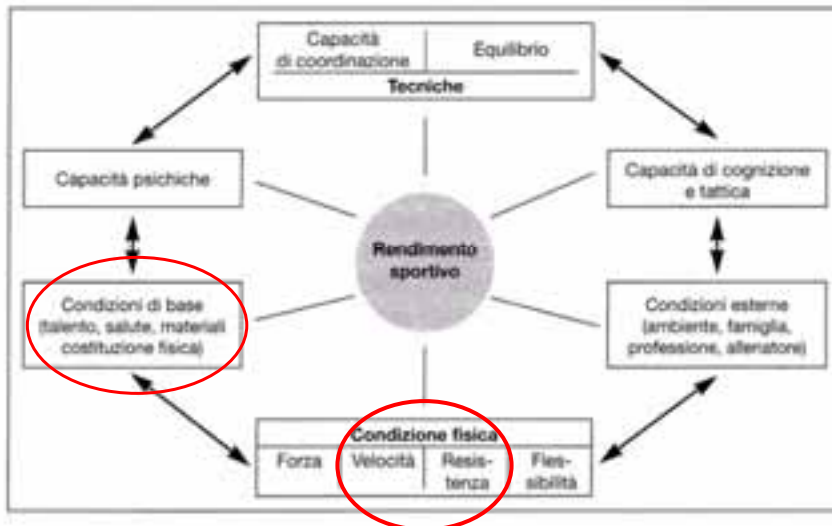 Capacità
di coordinazione
Equilibrio
Tecniche
Capacità psichiche
Capacità di cognizione
e tattica
Rendimento
sportivo
Condizioni di base
(talento, salute, materiali
costituzione fisica)
Condizioni esterne
(ambiente, famiglia,
professione, allenatore)
Condizione fisica
Forza
Velocità
Resis-
tenza
Fles-
sibilità